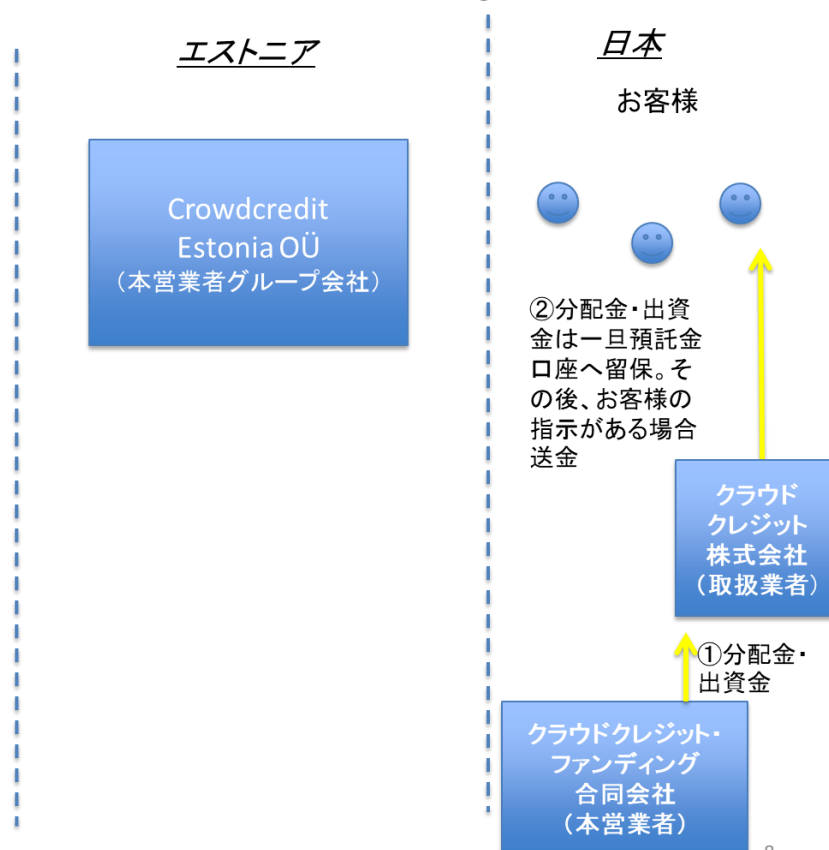 エストニア
日本
お客様
Crowdcredit
Estonia OÜ
（本営業者グループ会社）
②分配金・出資
金は一旦預託金
口座へ留保。そ
の後、お客様の
指示がある場合
送金
クラウド
クレジット
株式会社
（取扱業者）
①分配金・
出資金
クラウドクレジット・
ファンディング
合同会社
（本営業者）